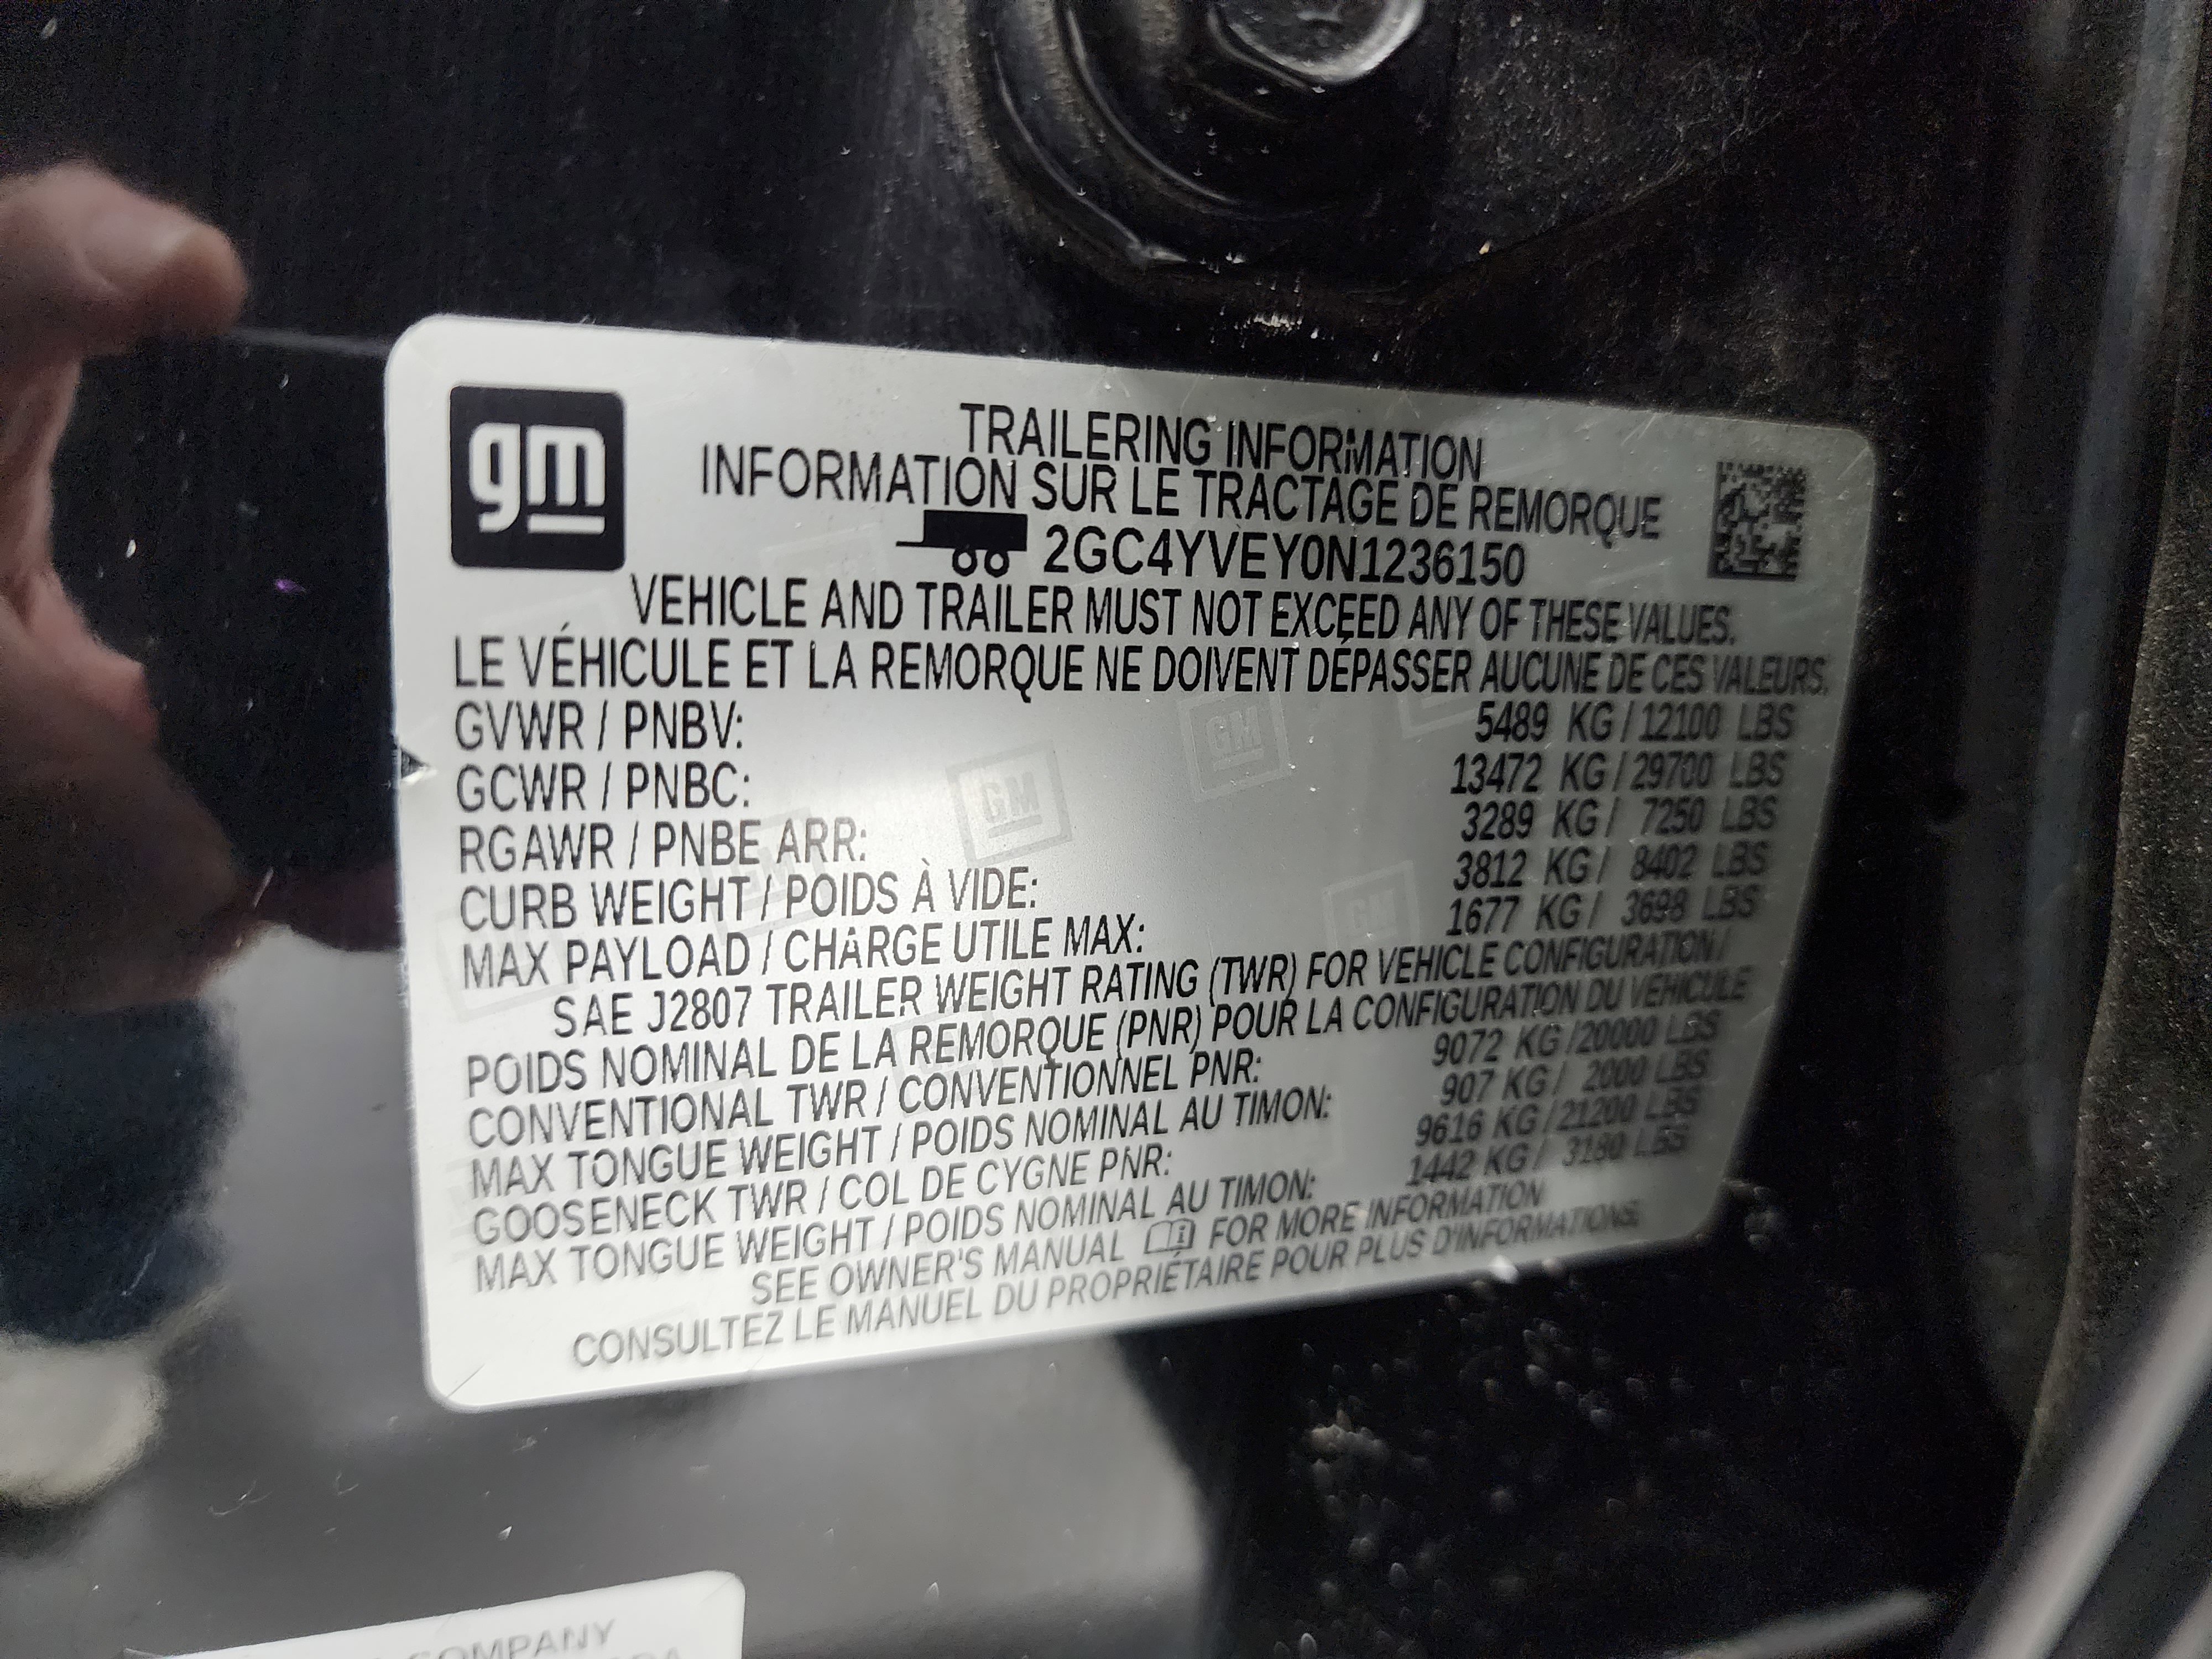 gm
TRAILERING INFORMATION
INFORMATION SUR LE TRACTAGE DE REMORQUE
2GC4YVEY0N1236150
VEHICLE AND TRAILER MUST NOT EXCEED ANY OF THESE VALUES.
LE VÉHICULE ET LA REMORQUE NE DOIVENT DÉPASSER AUCUNE DE CES VALEURS.
GVWR / PNBV: 5489 KG / 12100 LBS
GCWR / PNBC: 13472 KG / 29700 LBS
RGAWR / PNBE ARR: 3289 KG / 7250 LBS
CURB WEIGHT / POIDS À VIDE: 3812 KG / 8402 LBS
MAX PAYLOAD / CHARGE UTILE MAX: 1677 KG / 3698 LBS
SAE J2807 TRAILER WEIGHT RATING (TWR) FOR VEHICLE CONFIGURATION /
POIDS NOMINAL DE LA REMORQUE (PNR) POUR LA CONFIGURATION DU VÉHICULE
CONVENTIONAL TWR / CONVENTIONNEL PNR: 9072 KG / 20000 LBS
MAX TONGUE WEIGHT / POIDS NOMINAL AU TIMON: 907 KG / 2000 LBS
GOOSENECK TWR / COL DE CYGNE PNR: 9616 KG / 21200 LBS
MAX TONGUE WEIGHT / POIDS NOMINAL AU TIMON: 1442 KG / 3180 LBS
SEE OWNER'S MANUAL FOR MORE INFORMATION
CONSULTEZ LE MANUEL DU PROPRIÉTAIRE POUR PLUS D'INFORMATIONS.
GM
GM
GM
COMPANY